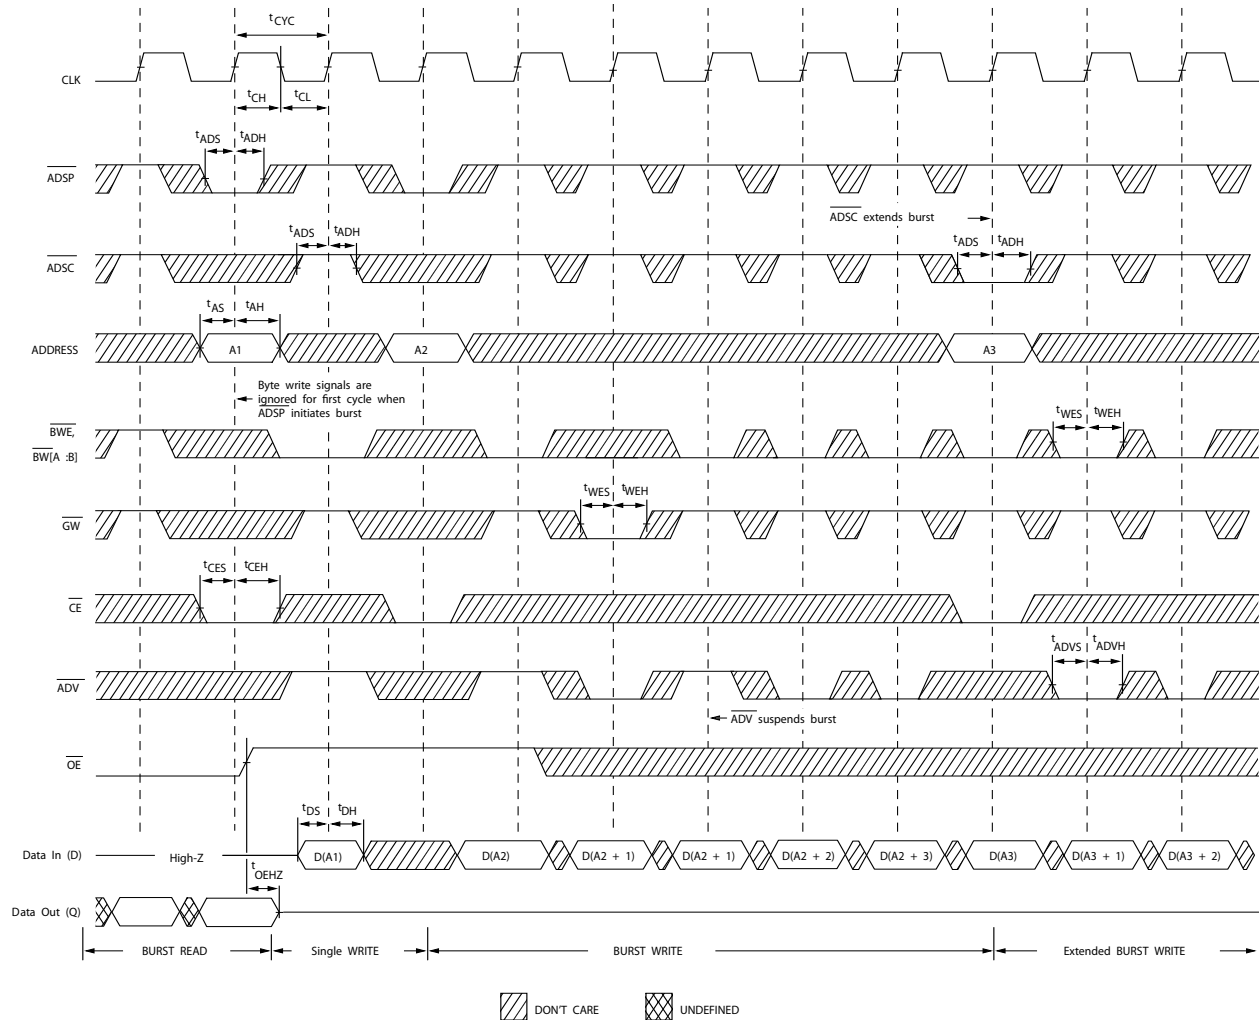 tCYC
CLK
tCH
tCL
tADS
tADH
ADSP
ADSC extends burst
tADS
tADH
tADS
tADH
ADSC
tAS
tAH
ADDRESS
A1
A2
A3
Byte write signals are
ignored for first cycle when
ADSP initiates burst
BWE,
BW[A :B]
tWES
tWEH
tWES
tWEH
GW
tCES
tCEH
CE
tADVS
tADVH
ADV
ADV suspends burst
OE
tDS
tDH
Data In (D)
High-Z
D(A1)
D(A2)
D(A2 + 1)
D(A2 + 1)
D(A2 + 2)
D(A2 + 3)
D(A3)
D(A3 + 1)
D(A3 + 2)
tOEHZ
Data Out (Q)
BURST READ
Single WRITE
BURST WRITE
Extended BURST WRITE
DON'T CARE
UNDEFINED